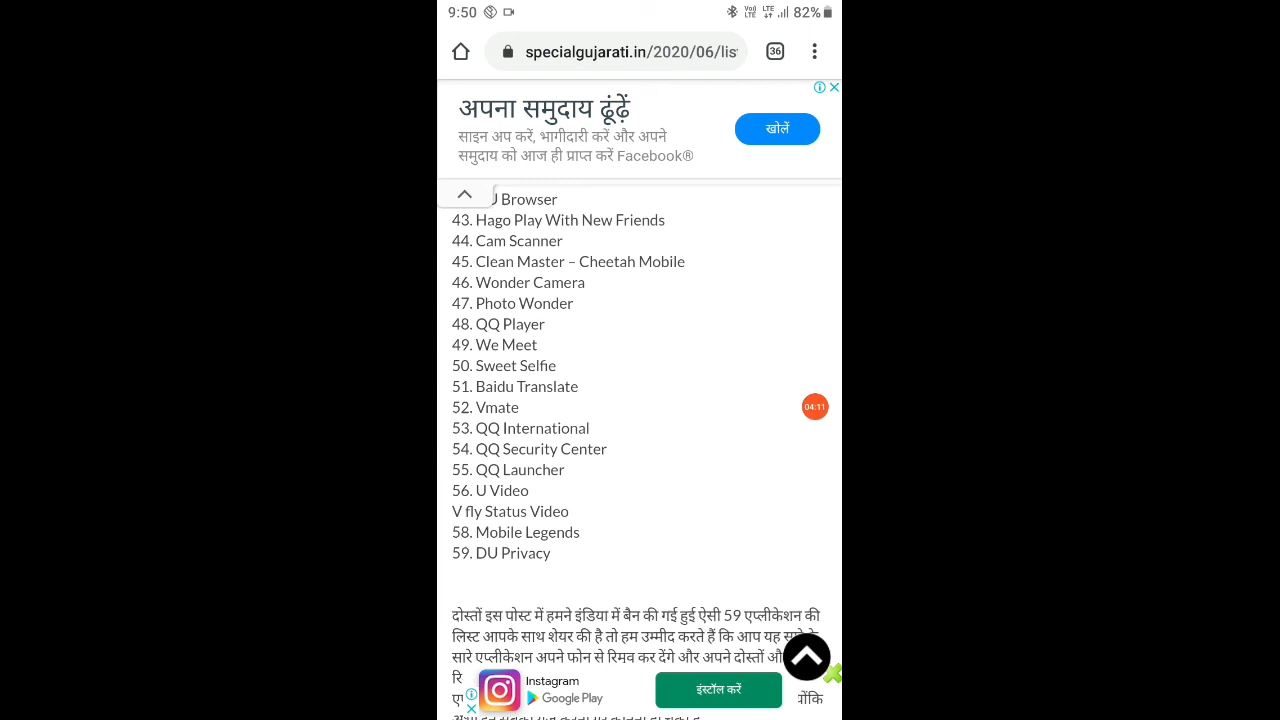 9:50
Vo)) LTE LTE 82%
specialgujarati.in/2020/06/lis
36
अपना समुदाय ढूंढ़ें
साइन अप करें, भागीदारी करें और अपने
समुदाय को आज ही प्राप्त करें Facebook®
खोलें
Browser
43. Hago Play With New Friends
44. Cam Scanner
45. Clean Master – Cheetah Mobile
46. Wonder Camera
47. Photo Wonder
48. QQ Player
49. We Meet
50. Sweet Selfie
51. Baidu Translate
52. Vmate
53. QQ International
54. QQ Security Center
55. QQ Launcher
56. U Video
V fly Status Video
58. Mobile Legends
59. DU Privacy
04:11
दोस्तों इस पोस्ट में हमने इंडिया में बैन की गई हुई ऐसी 59 एप्लीकेशन की
लिस्ट आपके साथ शेयर की है तो हम उम्मीद करते हैं कि आप यह
सारे एप्लीकेशन अपने फोन से रिमव कर देंगे और अपने दोस्तों
Instagram
Google Play
इंस्टॉल करें